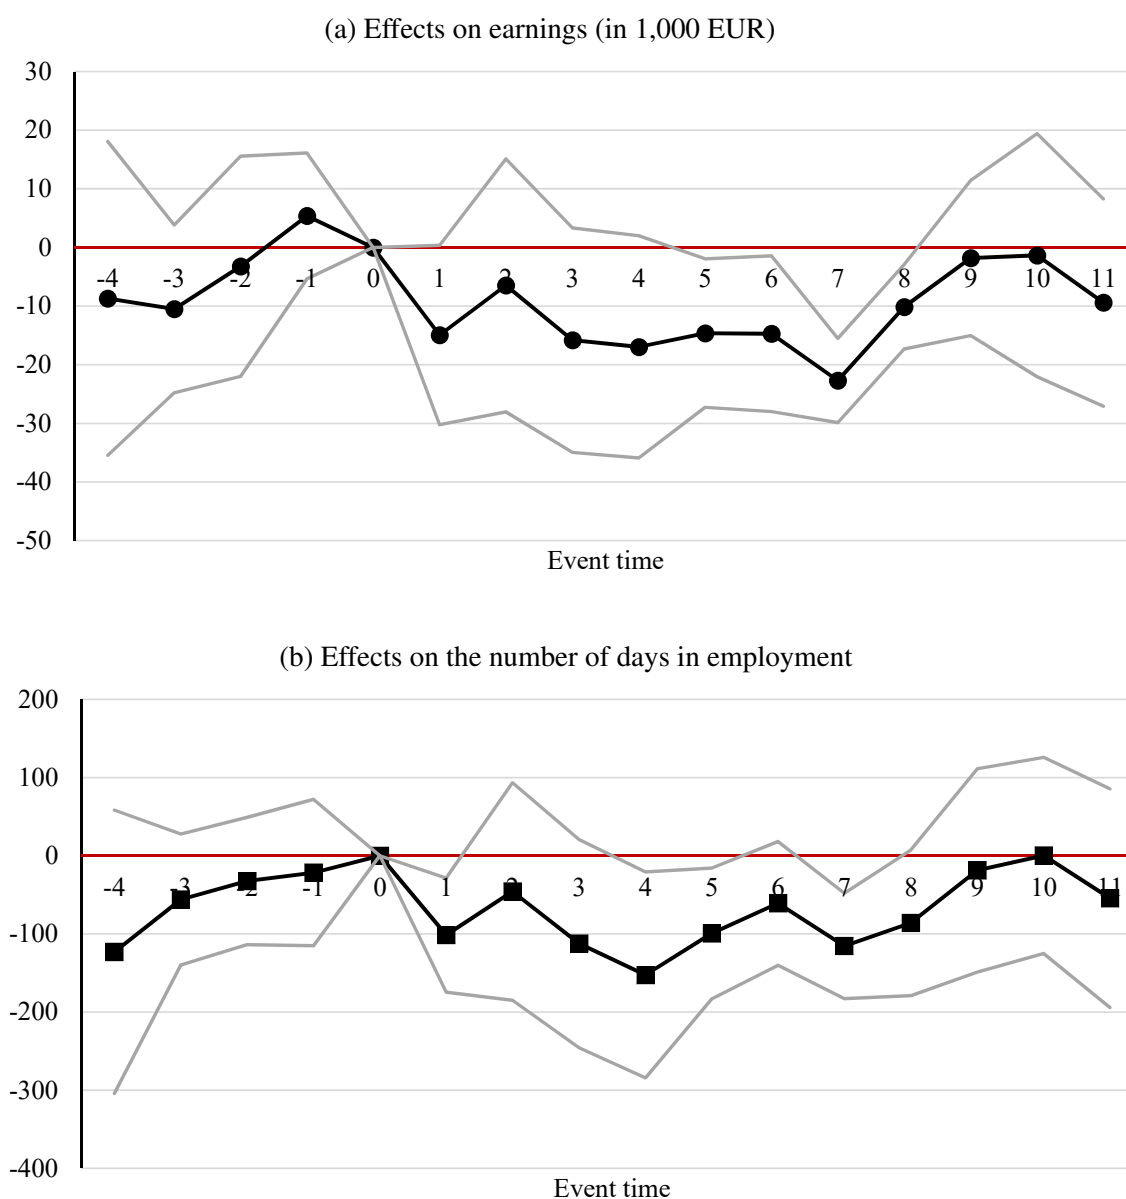 (a) Effects on earnings (in 1,000 EUR)
30
20
10
0
-4 -3 -2 -1 0 1 2 3 4 5 6 7 8 9 10 11
-10
-20
-30
-40
-50
Event time
(b) Effects on the number of days in employment
200
100
0
-4 -3 -2 -1 0 1 2 3 4 5 6 7 8 9 10 11
-100
-200
-300
-400
Event time